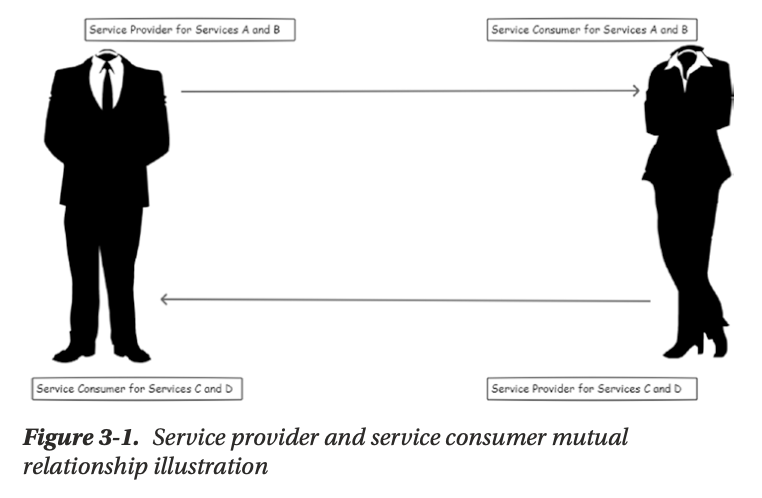 Service Provider for Services A and B
Service Consumer for Services A and B
Service Consumer for Services C and D
Service Provider for Services C and D
Figure 3-1. Service provider and service consumer mutual
relationship illustration